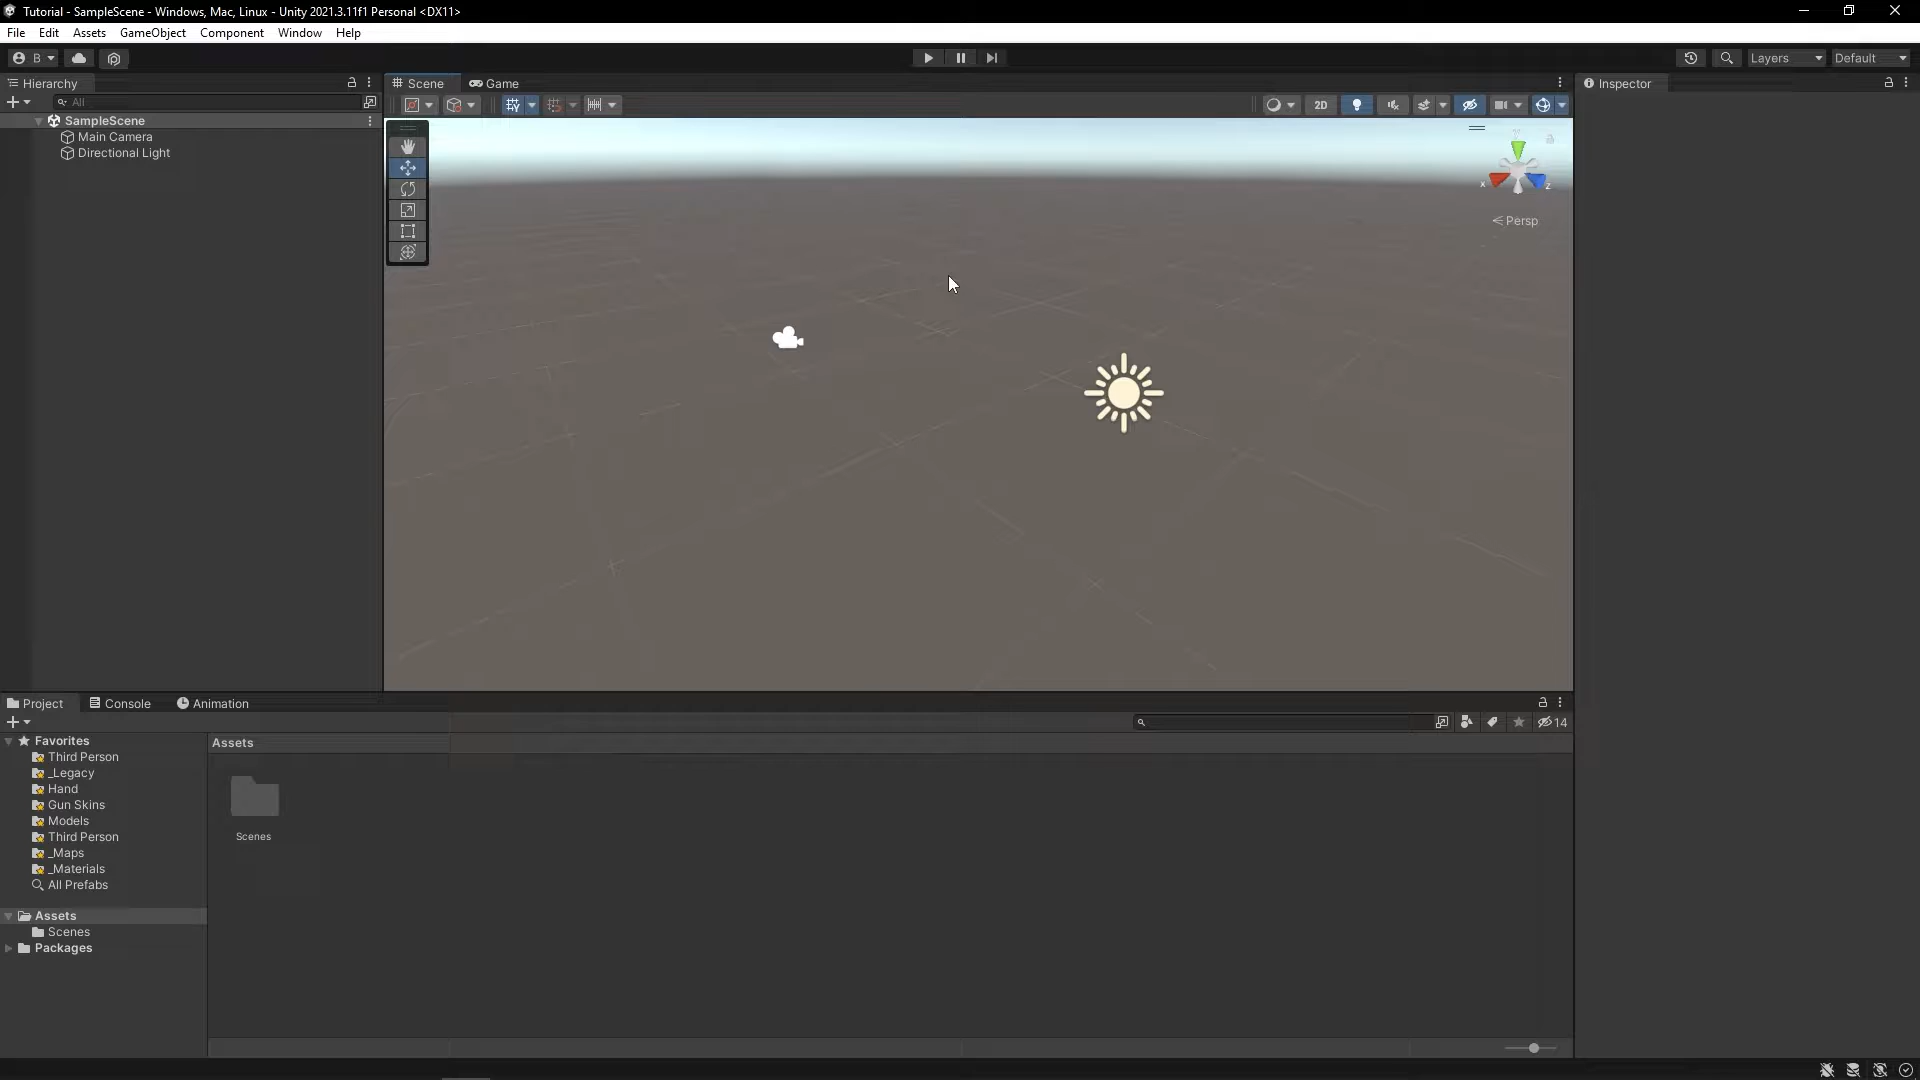 Tutorial - SampleScene - Windows, Mac, Linux - Unity 2021.3.11f1 Personal <DX11>
File Edit Assets GameObject Component Window Help
B Layers Default
Hierarchy
All
SampleScene
Main Camera
Directional Light
Scene Game
2D
y
x z
Persp
Inspector
Project Console Animation
14
Favorites
Third Person
_Legacy
Hand
Gun Skins
Models
Third Person
_Maps
_Materials
All Prefabs
Assets
Scenes
Packages
Assets
Scenes